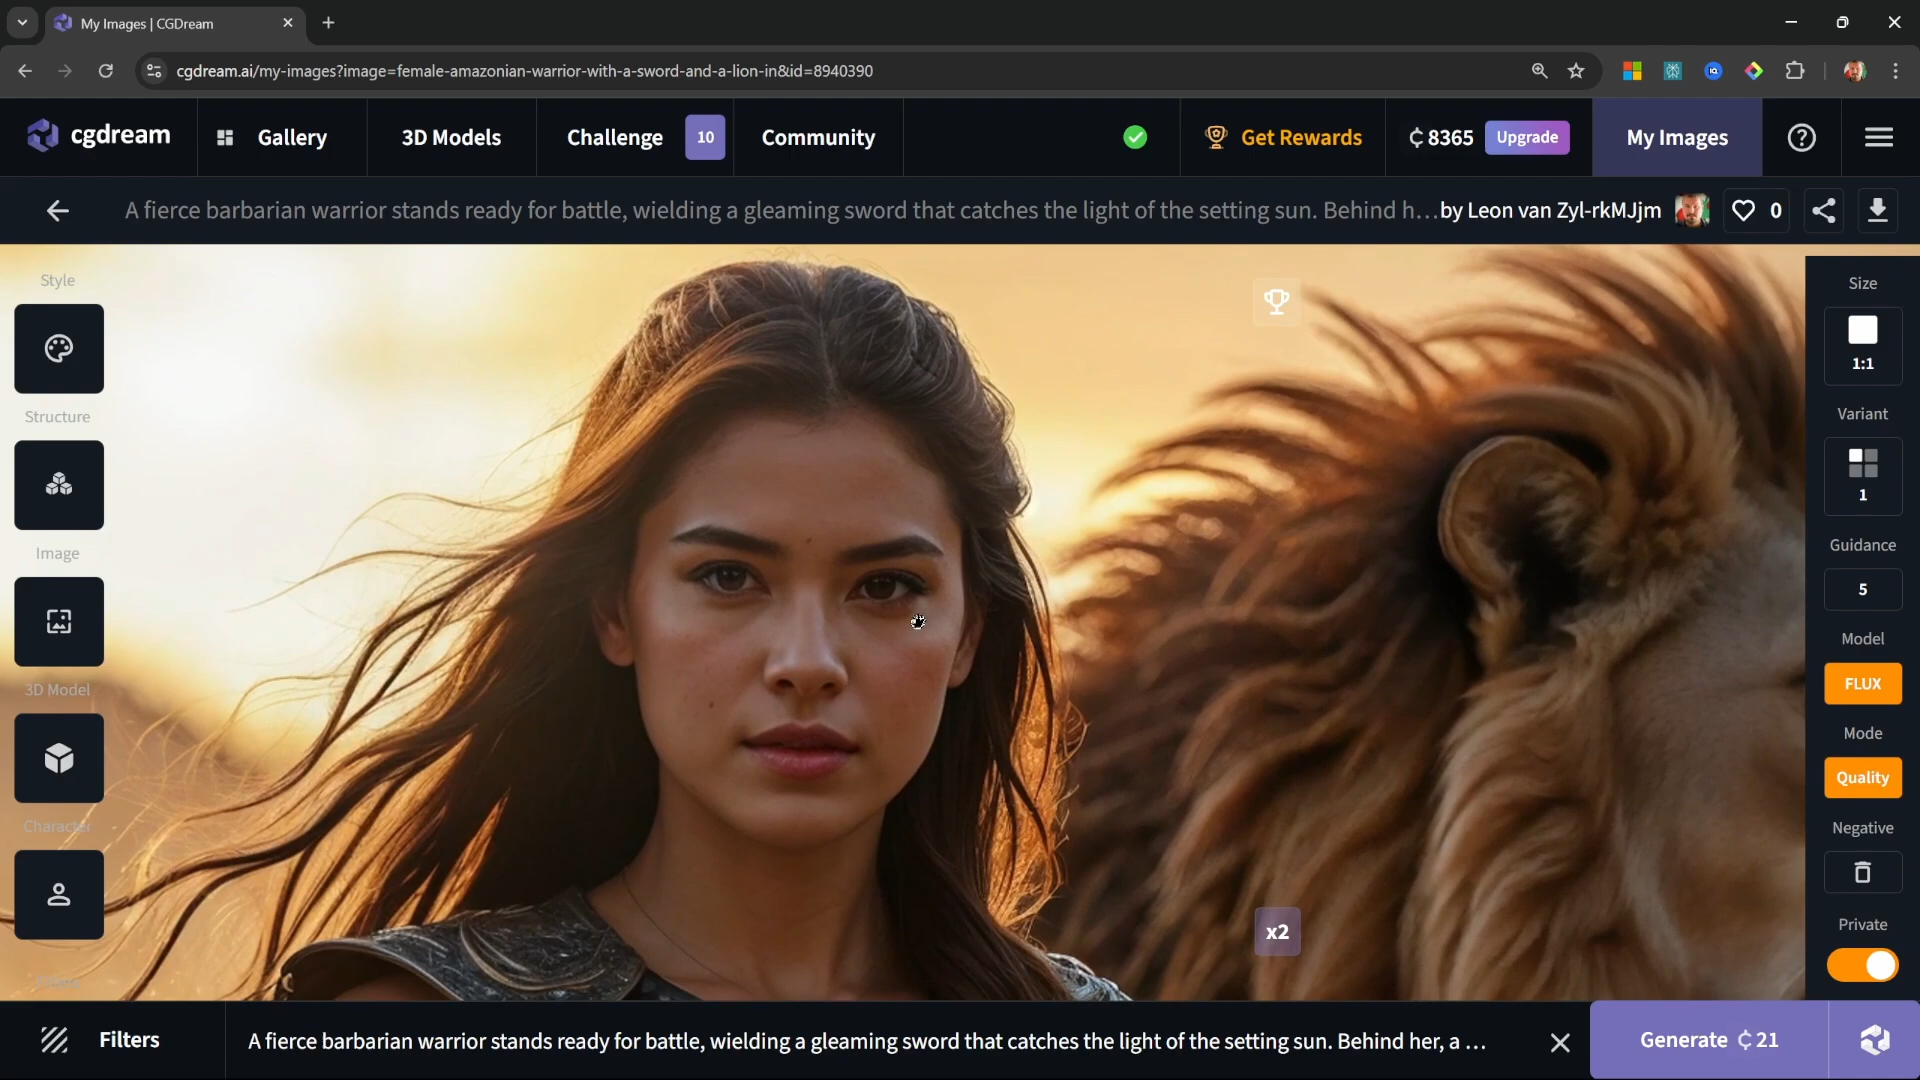 My Images | CGDream
cgdream.ai/my-images?image=female-amazonian-warrior-with-a-sword-and-a-lion-in&id=8940390
cgdream
Gallery
3D Models
Challenge
10
Community
Get Rewards
₵ 8365
Upgrade
My Images
A fierce barbarian warrior stands ready for battle, wielding a gleaming sword that catches the light of the setting sun. Behind h...
by Leon van Zyl-rkMJjm
0
Style
Structure
Image
3D Model
Character
Size
1:1
Variant
1
Guidance
5
Model
FLUX
Mode
Quality
Negative
Private
x2
Filters
A fierce barbarian warrior stands ready for battle, wielding a gleaming sword that catches the light of the setting sun. Behind her, a ...
Generate ₵ 21